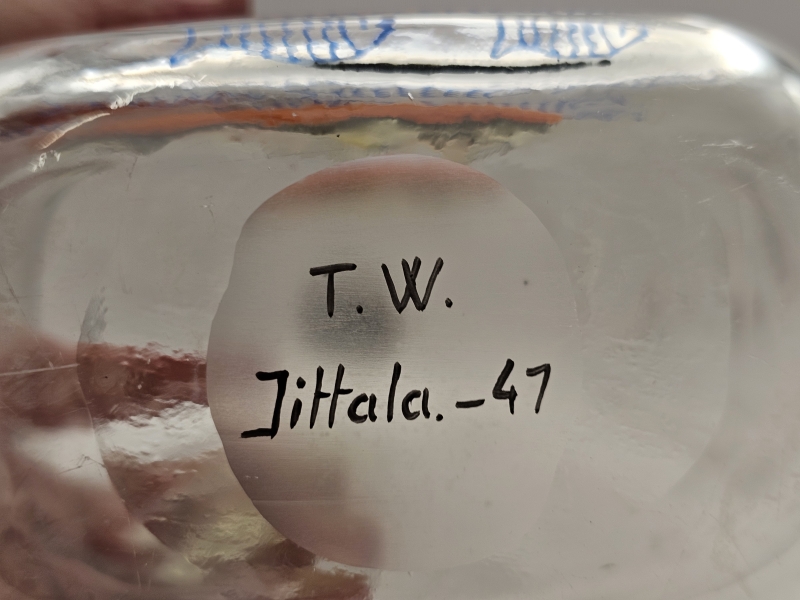 T. W.
Iittala. - 47